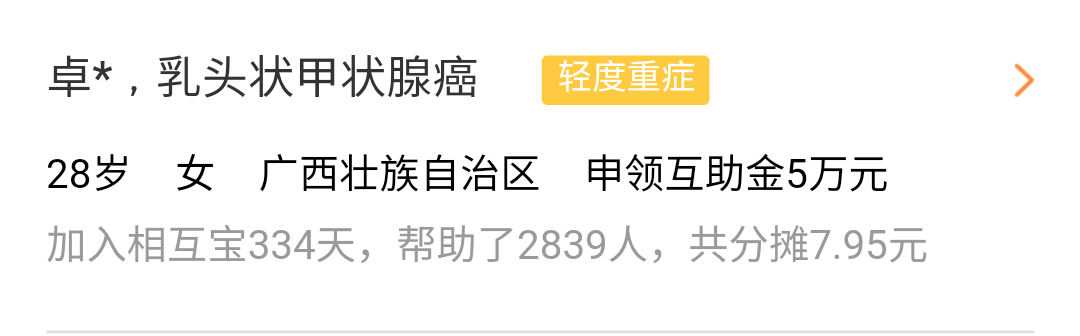 卓*，乳头状甲状腺癌 轻度重症
28岁 女 广西壮族自治区 申领互助金5万元
加入相互宝334天，帮助了2839人，共分摊7.95元